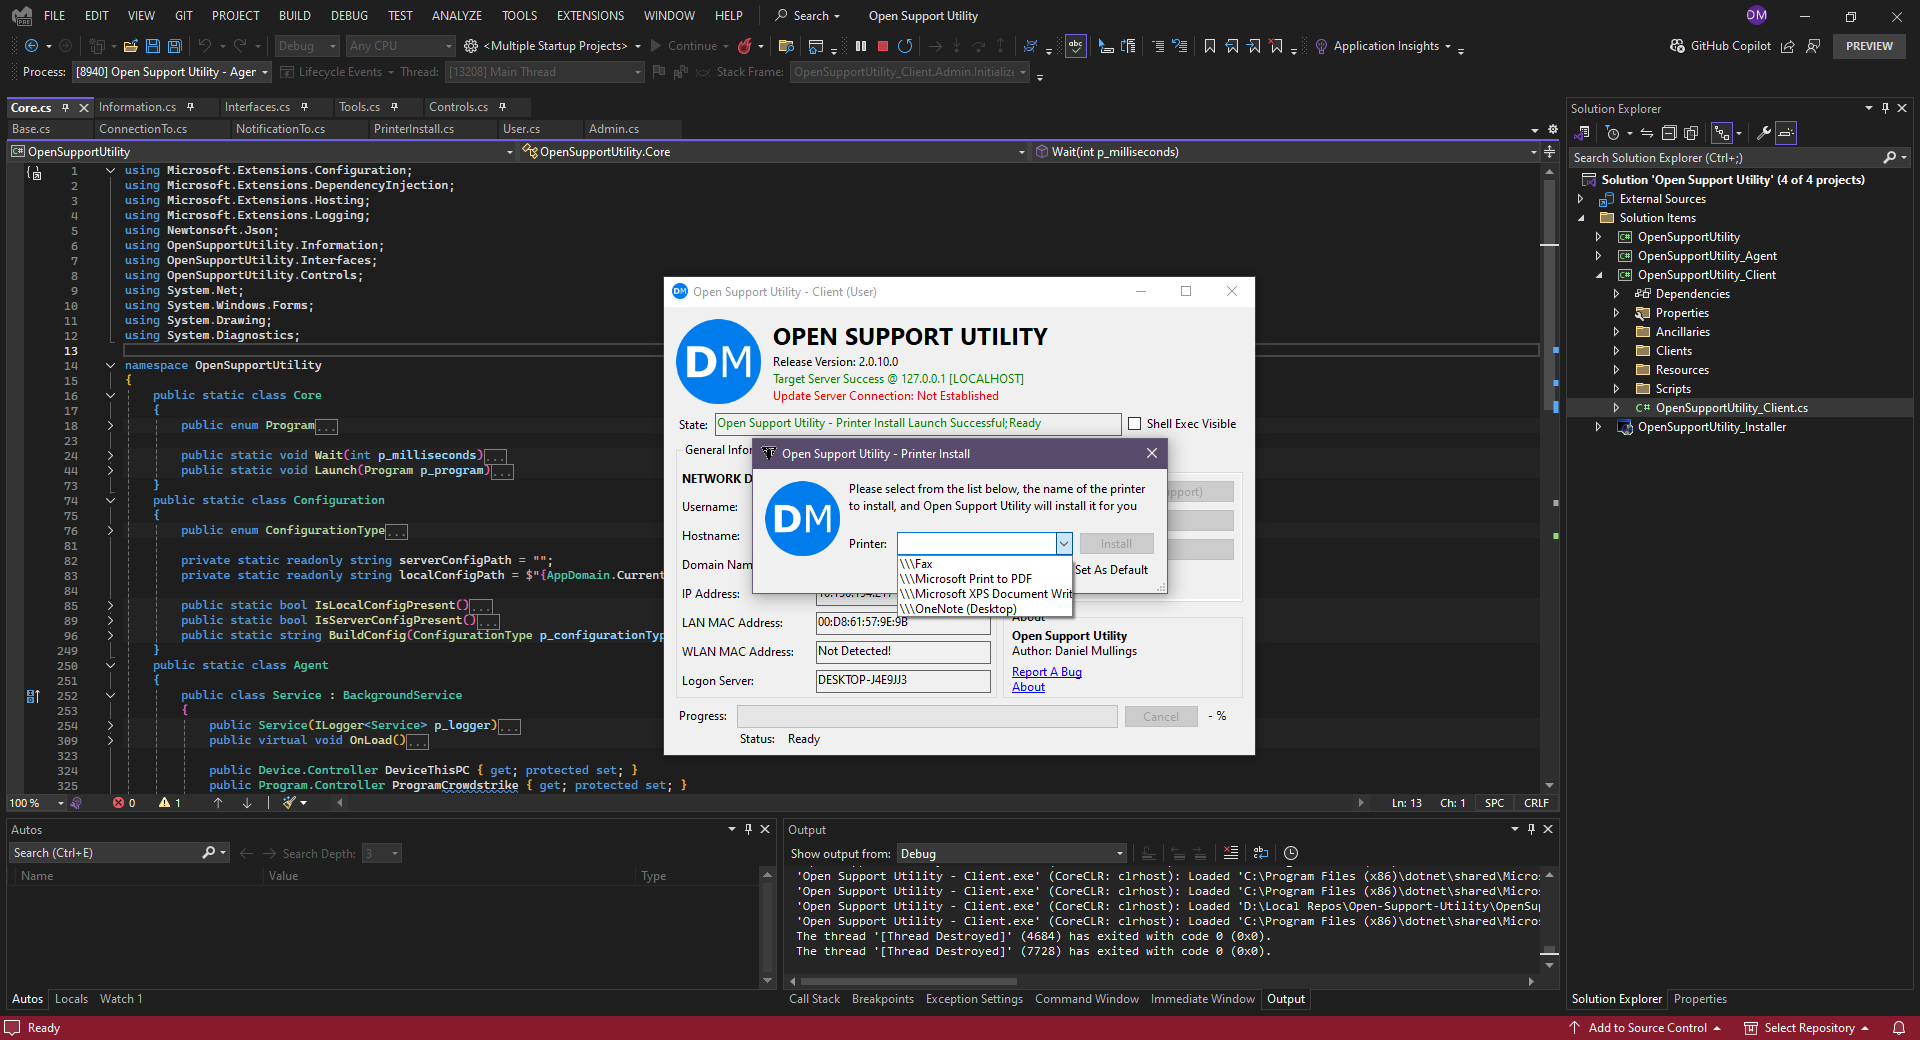 FILE EDIT VIEW GIT PROJECT BUILD DEBUG TEST ANALYZE TOOLS EXTENSIONS WINDOW HELP Search Open Support Utility DM
Debug Any CPU <Multiple Startup Projects> Continue Application Insights GitHub Copilot PREVIEW
Process: [8940] Open Support Utility - Ager Lifecycle Events Thread: [13208] Main Thread Stack Frame: OpenSupportUtility_Client.Admin.Initialize
Core.cs Information.cs Interfaces.cs Tools.cs Controls.cs
Base.cs ConnectionTo.cs NotificationTo.cs PrinterInstall.cs User.cs Admin.cs
OpenSupportUtility OpenSupportUtility.Core Wait(int p_milliseconds)
1 using Microsoft.Extensions.Configuration;
2 using Microsoft.Extensions.DependencyInjection;
3 using Microsoft.Extensions.Hosting;
4 using Microsoft.Extensions.Logging;
5 using Newtonsoft.Json;
6 using OpenSupportUtility.Information;
7 using OpenSupportUtility.Interfaces;
8 using OpenSupportUtility.Controls;
9 using System.Net;
10 using System.Windows.Forms;
11 using System.Drawing;
12 using System.Diagnostics;
13
14 namespace OpenSupportUtility
15 {
16 public static class Core
17 {
18 public enum Program...
23
24 public static void Wait(int p_milliseconds)...
44 public static void Launch(Program p_program)...
73 }
74 public static class Configuration
75 {
76 public enum ConfigurationType...
81
82 private static readonly string serverConfigPath = "";
83 private static readonly string localConfigPath = $"{AppDomain.Current
84
85 public static bool IsLocalConfigPresent()...
89 public static bool IsServerConfigPresent()...
96 public static string BuildConfig(ConfigurationType p_configurationTyp
249 }
250 public static class Agent
251 {
252 public class Service : BackgroundService
253 {
254 public Service(ILogger<Service> p_logger)...
309 public virtual void OnLoad()...
323
324 public Device.Controller DeviceThisPC { get; protected set; }
325 public Program.Controller ProgramCrowdstrike { get; protected set; }
100 % 0 1 Ln: 13 Ch: 1 SPC CRLF
DM Open Support Utility - Client (User)
DM
OPEN SUPPORT UTILITY
Release Version: 2.0.10.0
Target Server Success @ 127.0.0.1 [LOCALHOST]
Update Server Connection: Not Established
State: Open Support Utility - Printer Install Launch Successful;Ready Shell Exec Visible
General Infor
NETWORK D
Username: pport)
Hostname:
Domain Nam
IP Address:
LAN MAC Address: 00:D8:61:57:9E:9B
WLAN MAC Address: Not Detected!
Logon Server: DESKTOP-J4E9JJ3
About
Open Support Utility
Author: Daniel Mullings
Report A Bug
About
Progress: Cancel - %
Status: Ready
Open Support Utility - Printer Install
DM
Please select from the list below, the name of the printer
to install, and Open Support Utility will install it for you
Printer: Install
Set As Default
\\\Fax
\\\Microsoft Print to PDF
\\\Microsoft XPS Document Writ
\\\OneNote (Desktop)
Solution Explorer
Search Solution Explorer (Ctrl+;)
Solution 'Open Support Utility' (4 of 4 projects)
External Sources
Solution Items
C# OpenSupportUtility
C# OpenSupportUtility_Agent
C# OpenSupportUtility_Client
Dependencies
Properties
Ancillaries
Clients
Resources
Scripts
C# OpenSupportUtility_Client.cs
OpenSupportUtility_Installer
Autos
Search (Ctrl+E) Search Depth: 3
Name Value Type
Autos Locals Watch 1
Output
Show output from: Debug
'Open Support Utility - Client.exe' (CoreCLR: clrhost): Loaded 'C:\Program Files (x86)\dotnet\shared\Micros
'Open Support Utility - Client.exe' (CoreCLR: clrhost): Loaded 'C:\Program Files (x86)\dotnet\shared\Micros
'Open Support Utility - Client.exe' (CoreCLR: clrhost): Loaded 'D:\Local Repos\Open-Support-Utility\OpenSup
'Open Support Utility - Client.exe' (CoreCLR: clrhost): Loaded 'C:\Program Files (x86)\dotnet\shared\Micros
The thread '[Thread Destroyed]' (4684) has exited with code 0 (0x0).
The thread '[Thread Destroyed]' (7728) has exited with code 0 (0x0).
Call Stack Breakpoints Exception Settings Command Window Immediate Window Output
Solution Explorer Properties
Ready Add to Source Control Select Repository